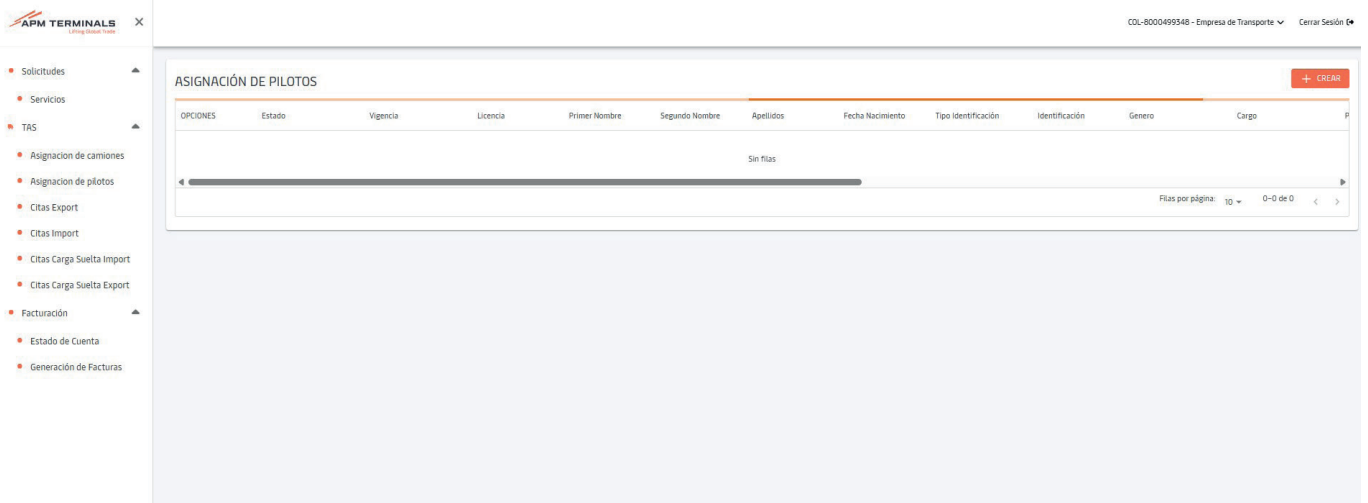 APM TERMINALS
Lifting Global Trade
COL-8000499348 - Empresa de Transporte
Cerrar Sesión
Solicitudes
Servicios
TAS
Asignacion de camiones
Asignacion de pilotos
Citas Export
Citas Import
Citas Carga Suelta Import
Citas Carga Suelta Export
Facturación
Estado de Cuenta
Generación de Facturas
ASIGNACIÓN DE PILOTOS
+ CREAR
OPCIONES Estado Vigencia Licencia Primer Nombre Segundo Nombre Apellidos Fecha Nacimiento Tipo Identificación Identificación Genero Cargo P
Sin filas
Filas por página: 10 0-0 de 0